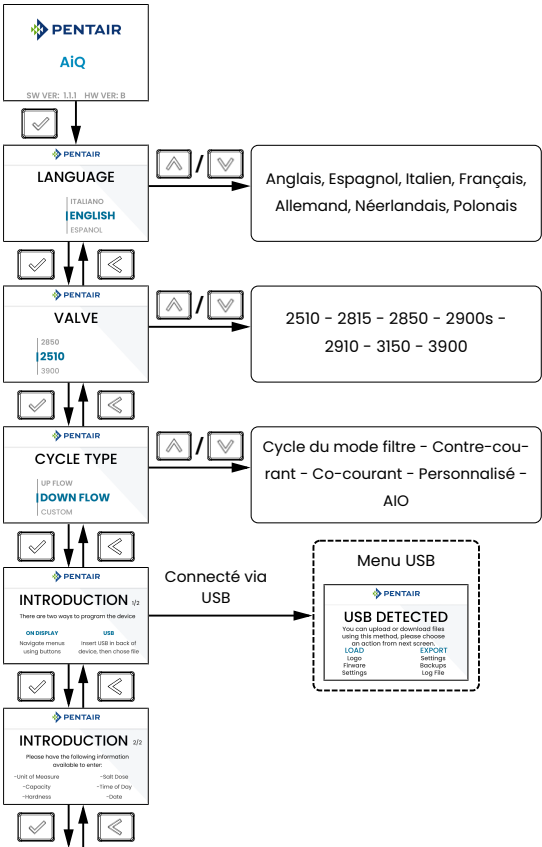 PENTAIR
AiQ
SW VER: 1.1.1 HW VER: B
PENTAIR
LANGUAGE
ITALIANO
ENGLISH
ESPANOL
/
Anglais, Espagnol, Italien, Français,
Allemand, Néerlandais, Polonais
PENTAIR
VALVE
2850
2510
3900
/
2510 - 2815 - 2850 - 2900s -
2910 - 3150 - 3900
PENTAIR
CYCLE TYPE
UP FLOW
DOWN FLOW
CUSTOM
/
Cycle du mode filtre - Contre-cou-
rant - Co-courant - Personnalisé -
AIO
PENTAIR
INTRODUCTION 1/2
There are two ways to program the device
ON DISPLAY
Navigate menus
using buttons
USB
Insert USB in back of
device, then chose file
Connecté via
USB
Menu USB
PENTAIR
USB DETECTED
You can upload or download files
using this method, please choose
an action from next screen.
LOAD
Logo
Firware
Settings
EXPORT
Settings
Backups
Log File
PENTAIR
INTRODUCTION 2/2
Please have the following information
available to enter:
-Unit of Measure
-Capacity
-Hardness
-Salt Dose
-Time of Day
-Date